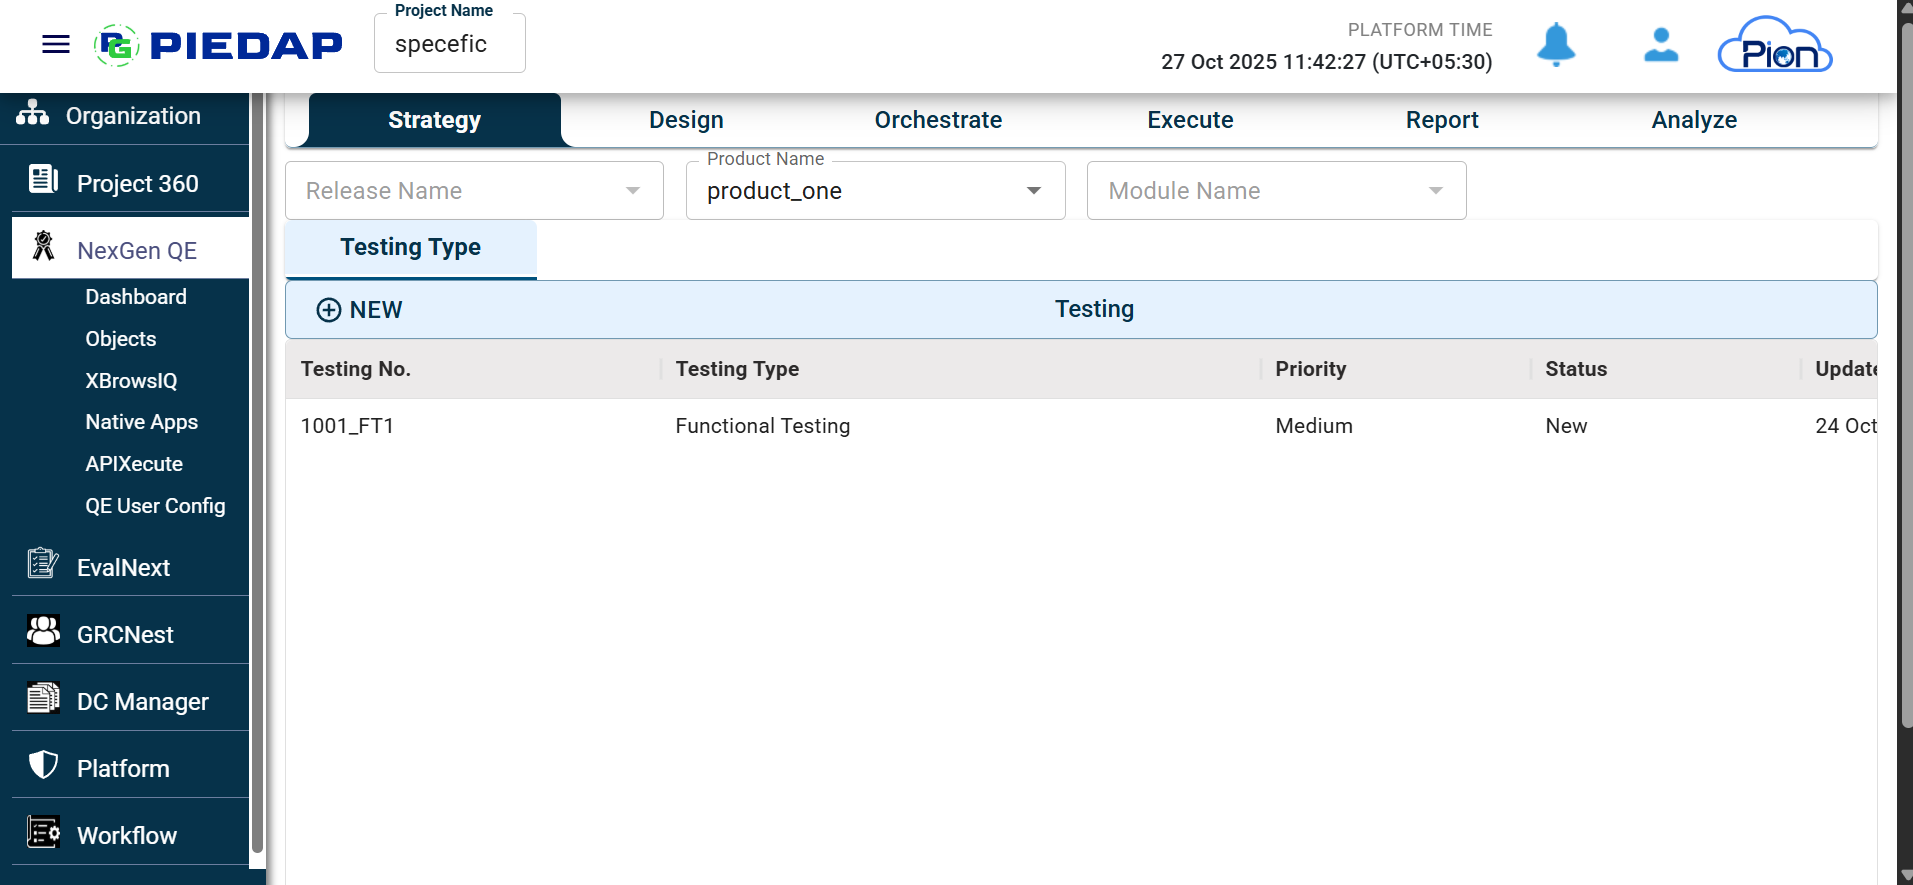 Project Name
PIEDAP
specefic
PLATFORM TIME
27 Oct 2025 11:42:27 (UTC+05:30)
Pion
Organization
Project 360
NexGen QE
Dashboard
Objects
XBrowsIQ
Native Apps
APIXecute
QE User Config
EvalNext
GRCNest
DC Manager
Platform
Workflow
Strategy Design Orchestrate Execute Report Analyze
Release Name
Product Name
product_one
Module Name
Testing Type
NEW
Testing
Testing No. Testing Type Priority Status Update
1001_FT1 Functional Testing Medium New 24 Oct